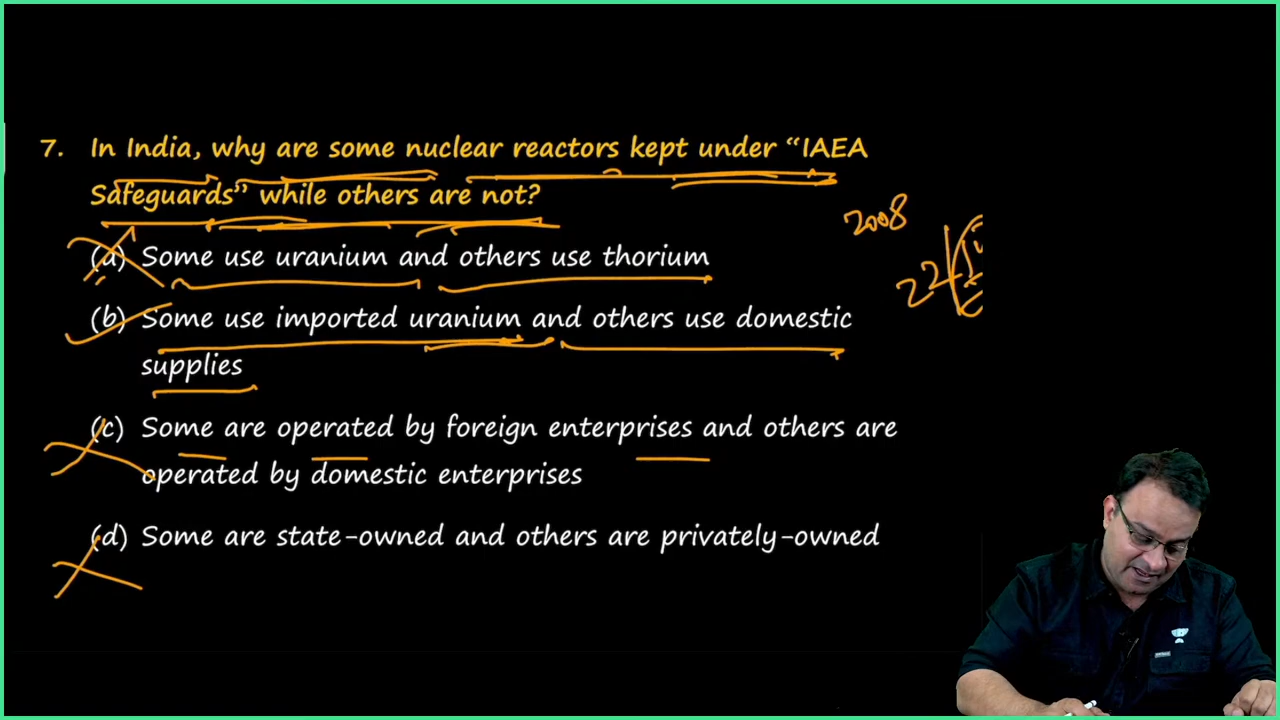 7. In India, why are some nuclear reactors kept under “IAEA
Safeguards” while others are not?
2008
(a) Some use uranium and others use thorium
22
(b) Some use imported uranium and others use domestic
supplies
(c) Some are operated by foreign enterprises and others are
operated by domestic enterprises
(d) Some are state-owned and others are privately-owned